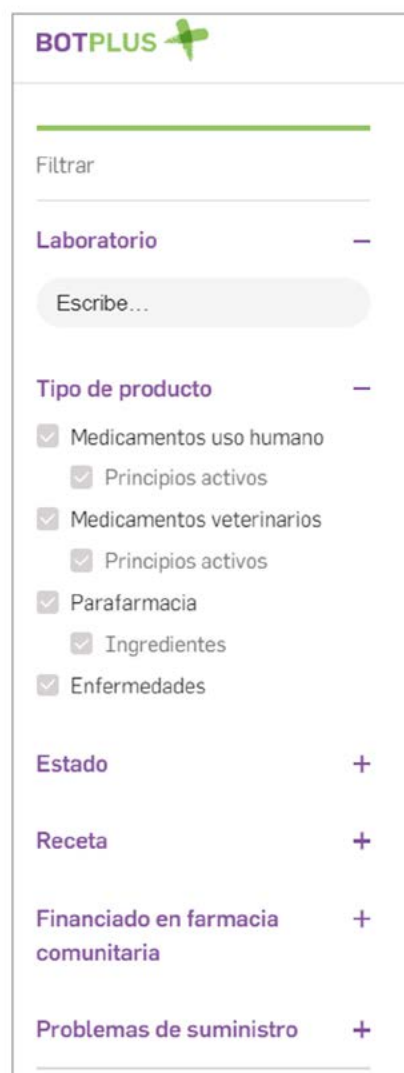 BOTPLUS
Filtrar
Laboratorio
Escribe...
Tipo de producto
Medicamentos uso humano
Principios activos
Medicamentos veterinarios
Principios activos
Parafarmacia
Ingredientes
Enfermedades
Estado
Receta
Financiado en farmacia
comunitaria
Problemas de suministro